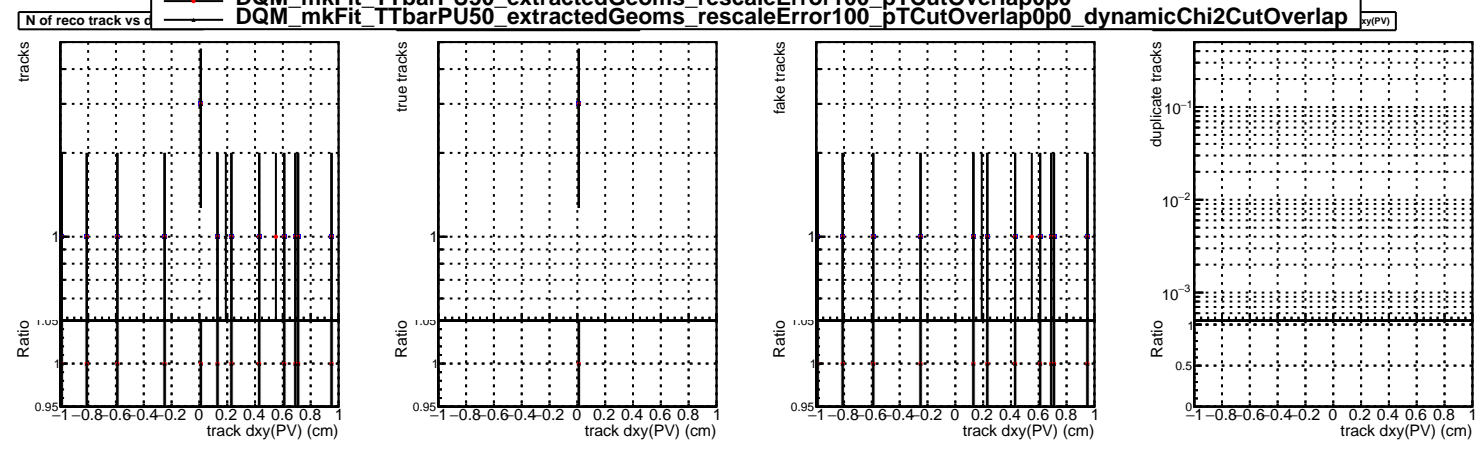 DQM_mkFit_TTbarPU50_extractedGeoms_rescaleError100_pTCutOverlap0p0
DQM_mkFit_TTbarPU50_extractedGeoms_rescaleError100_pTCutOverlap0p0_dynamicChi2CutOverlap
N of reco track vs d
xy(PV)
tracks
1
1.05
Ratio
1
0.95
−1 −0.8 −0.6 −0.4 −0.2 0 0.2 0.4 0.6 0.8 1
track dxy(PV) (cm)
true tracks
1
Ratio
1.05
1
0.95
−1 −0.8 −0.6 −0.4 −0.2 0 0.2 0.4 0.6 0.8 1
track dxy(PV) (cm)
fake tracks
1
Ratio
1.05
1
0.95
−1 −0.8 −0.6 −0.4 −0.2 0 0.2 0.4 0.6 0.8 1
track dxy(PV) (cm)
duplicate tracks
10−1
10−2
10−3
Ratio
1
0.5
0
−1 −0.8 −0.6 −0.4 −0.2 0 0.2 0.4 0.6 0.8 1
track dxy(PV) (cm)